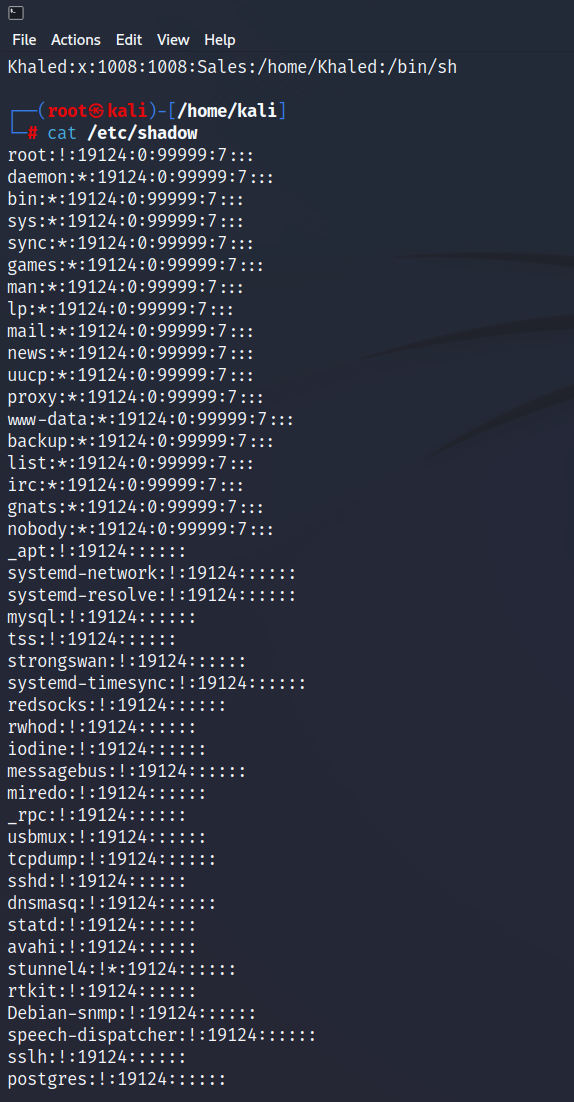 File Actions Edit View Help
Khaled:x:1008:1008:Sales:/home/Khaled:/bin/sh
┌──(root㉿kali)-[/home/kali]
└─# cat /etc/shadow
root:!:19124:0:99999:7:::
daemon:*:19124:0:99999:7:::
bin:*:19124:0:99999:7:::
sys:*:19124:0:99999:7:::
sync:*:19124:0:99999:7:::
games:*:19124:0:99999:7:::
man:*:19124:0:99999:7:::
lp:*:19124:0:99999:7:::
mail:*:19124:0:99999:7:::
news:*:19124:0:99999:7:::
uucp:*:19124:0:99999:7:::
proxy:*:19124:0:99999:7:::
www-data:*:19124:0:99999:7:::
backup:*:19124:0:99999:7:::
list:*:19124:0:99999:7:::
irc:*:19124:0:99999:7:::
gnats:*:19124:0:99999:7:::
nobody:*:19124:0:99999:7:::
_apt:!:19124::::::
systemd-network:!:19124::::::
systemd-resolve:!:19124::::::
mysql:!:19124::::::
tss:!:19124::::::
strongswan:!:19124::::::
systemd-timesync:!:19124::::::
redsocks:!:19124::::::
rwhod:!:19124::::::
iodine:!:19124::::::
messagebus:!:19124::::::
miredo:!:19124::::::
_rpc:!:19124::::::
usbmux:!:19124::::::
tcpdump:!:19124::::::
sshd:!:19124::::::
dnsmasq:!:19124::::::
statd:!:19124::::::
avahi:!:19124::::::
stunnel4:!*:19124::::::
rtkit:!:19124::::::
Debian-snmp:!:19124::::::
speech-dispatcher:!:19124::::::
sslh:!:19124::::::
postgres:!:19124::::::